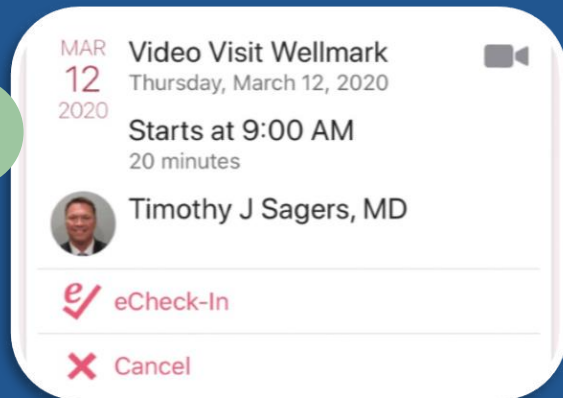 MAR
12
2020
Video Visit Wellmark
Thursday, March 12, 2020
Starts at 9:00 AM
20 minutes
Timothy J Sagers, MD
eCheck-In
Cancel